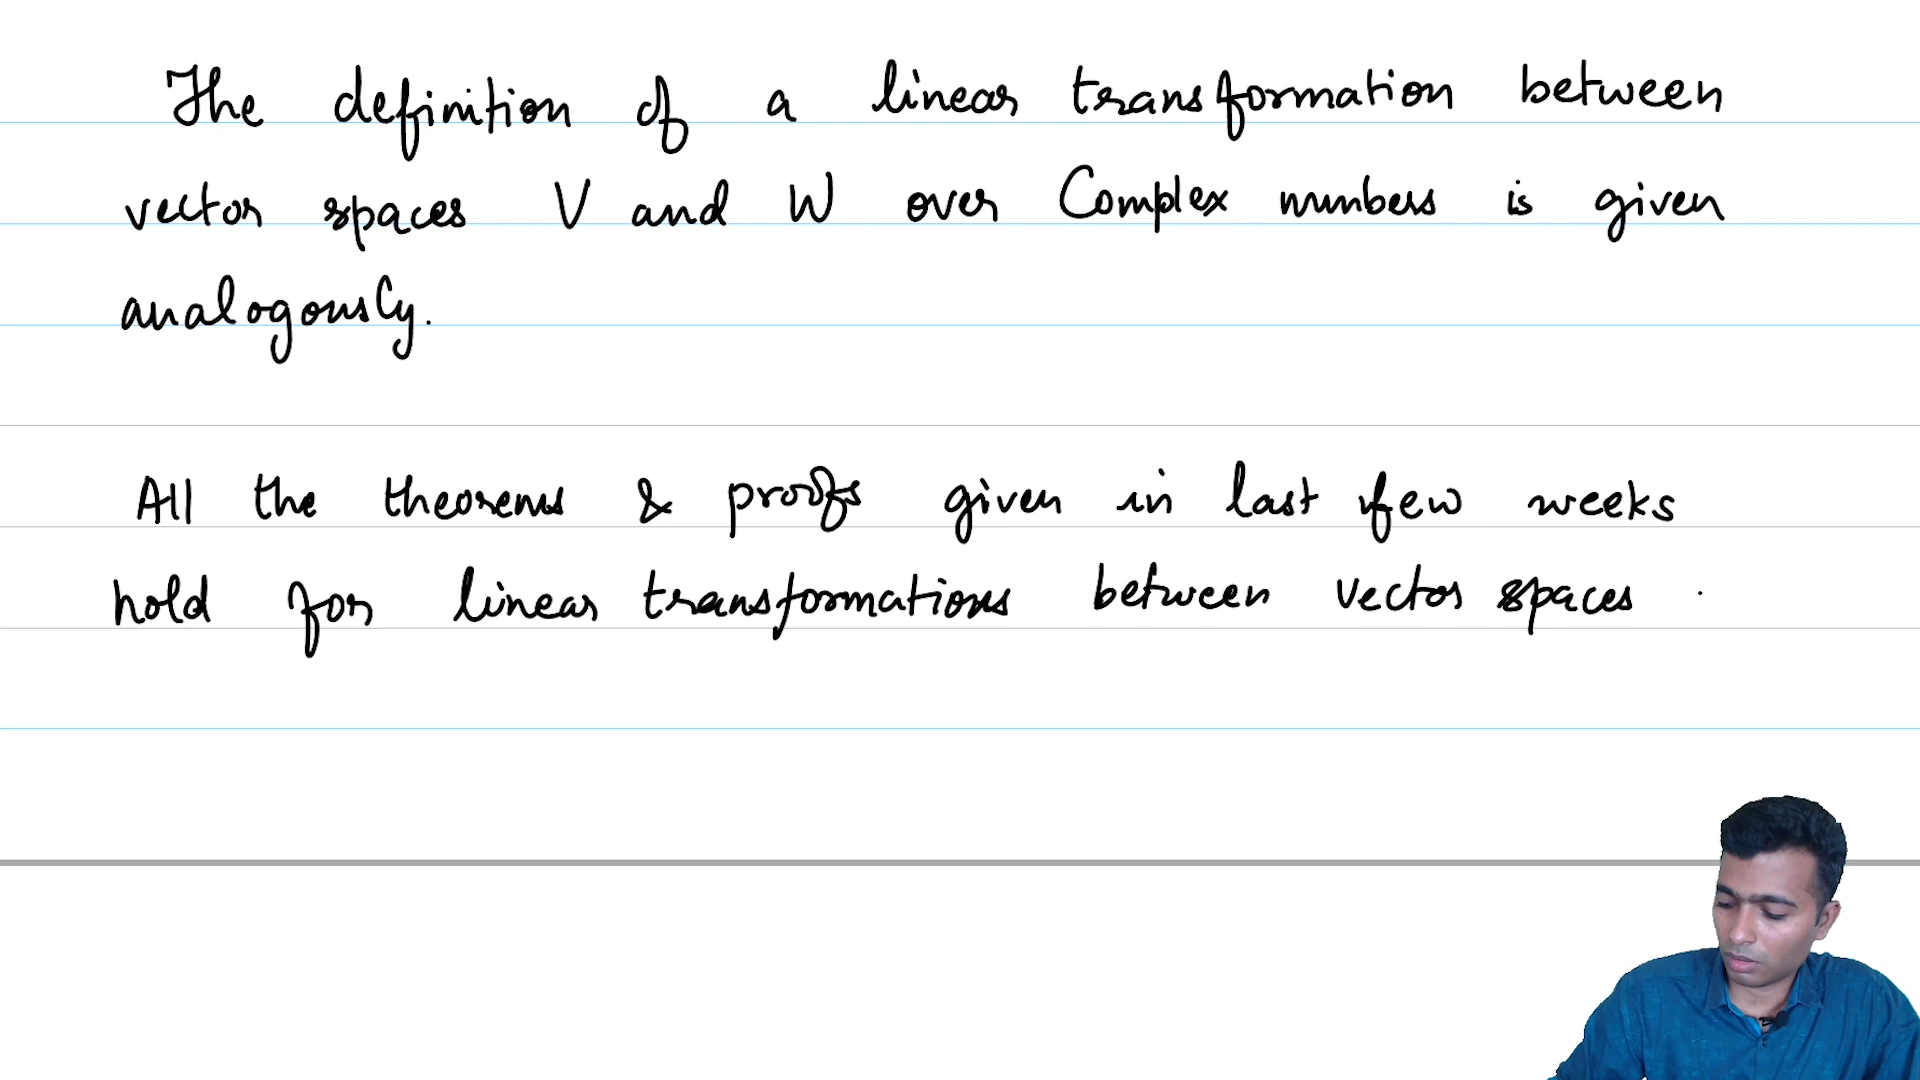 The definition of a linear transformation between
vector spaces V and W over Complex numbers is given
analogously.
All the theorems & proofs given in last few weeks
hold for linear transformations between vector spaces